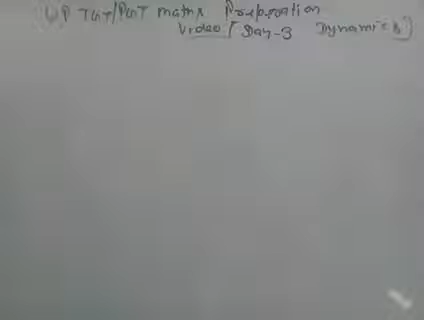 UP TGT/PGT maths Preparation
Video [ Day-3 Dynamics ]